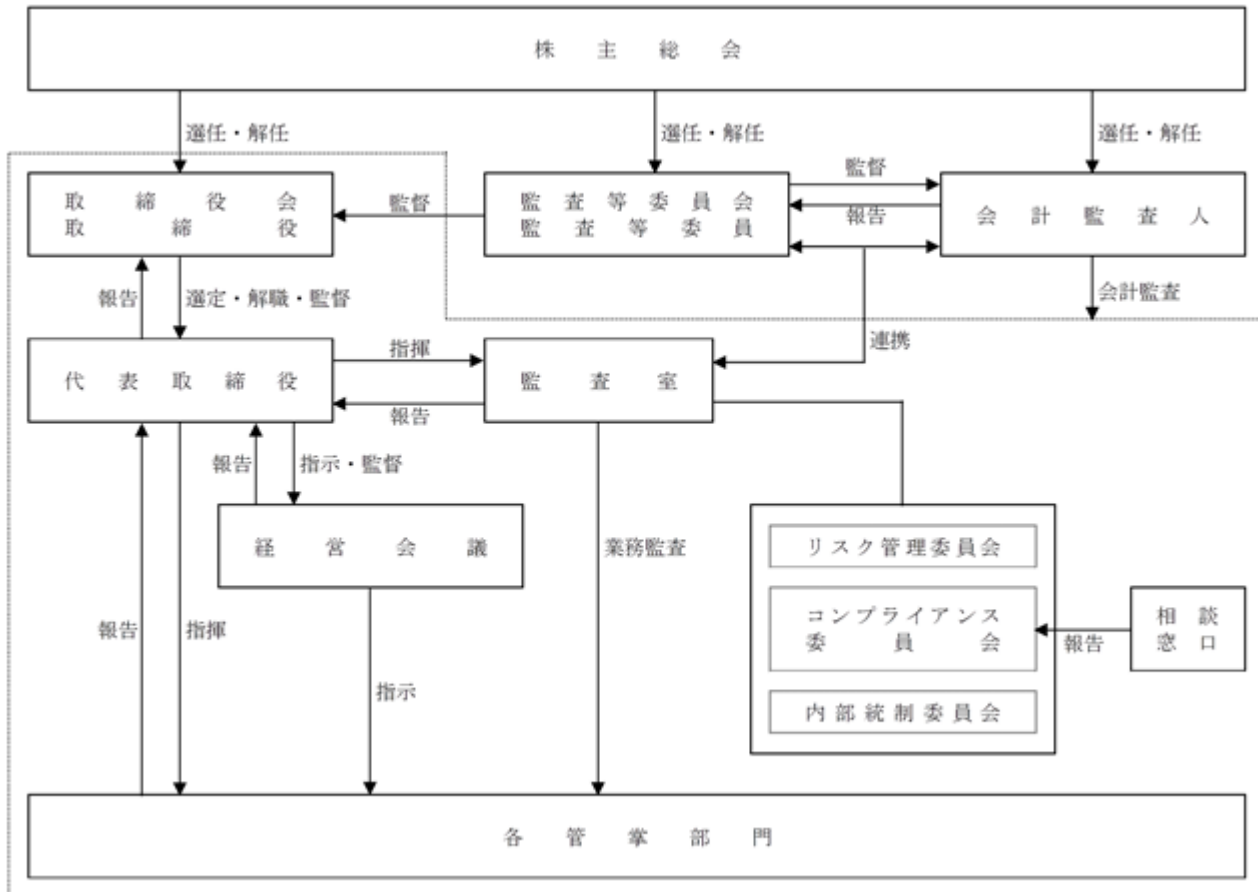 株主総会
選任・解任
選任・解任
選任・解任
取締役会
取締役
監督
監査等委員会
監査等委員
監督
報告
会計監査人
報告
選定・解職・監督
会計監査
連携
代表取締役
指揮
報告
監査室
報告
指示・監督
経営会議
業務監査
リスク管理委員会
コンプライアンス
委員会
内部統制委員会
報告
相談
窓口
報告
指揮
指示
各管掌部門